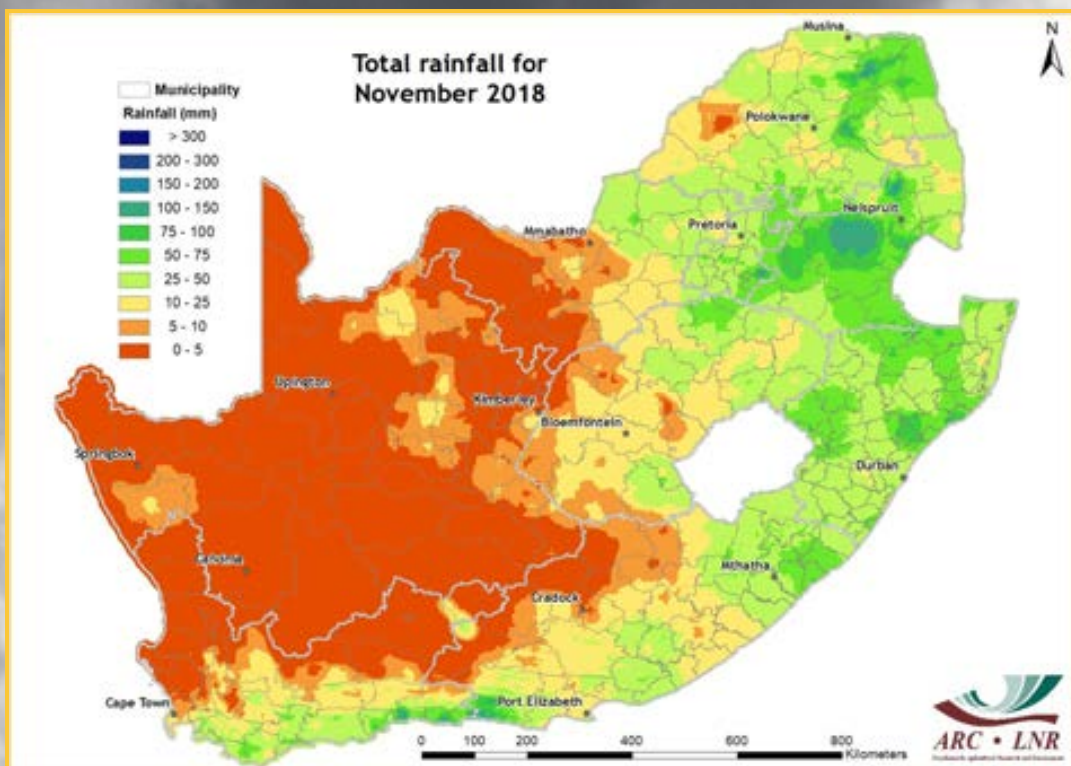 Total rainfall for
November 2018
N
Municipality
Rainfall (mm)
> 300
200 - 300
150 - 200
100 - 150
75 - 100
50 - 75
25 - 50
10 - 25
5 - 10
0 - 5
Musina
Polokwane
Nelspruit
Pretoria
Mmabatho
Upington
Kimberley
Bloemfontein
Springbok
Durban
Mthatha
Cradock
Cape Town
Port Elizabeth
0 100 200 400 600 800
Kilometers
ARC • LNR